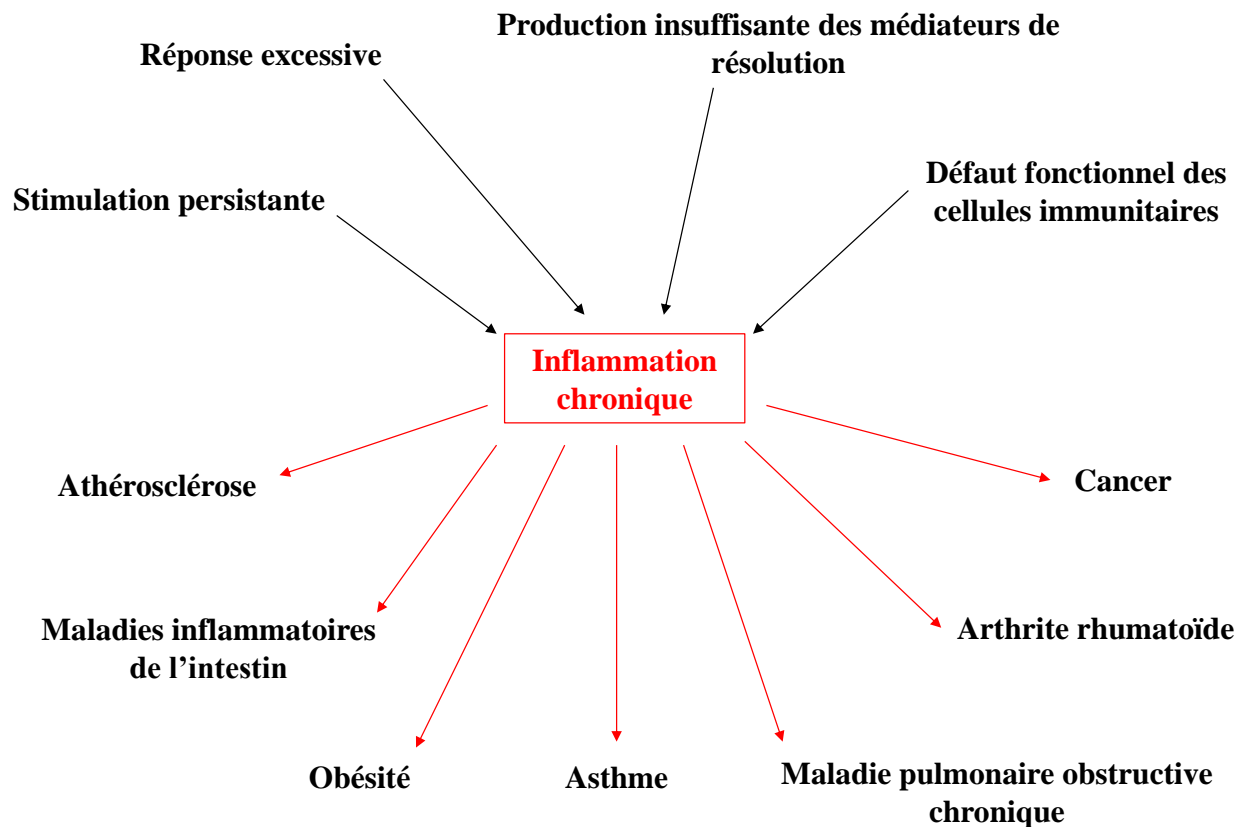 Production insuffisante des médiateurs de
résolution
Réponse excessive
Défaut fonctionnel des
cellules immunitaires
Stimulation persistante
Inflammation
chronique
Athérosclérose
Cancer
Maladies inflammatoires
de l’intestin
Arthrite rhumatoïde
Obésité
Asthme
Maladie pulmonaire obstructive
chronique